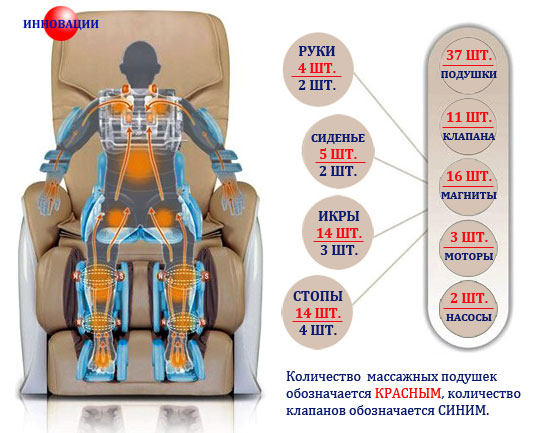 ИННОВАЦИИ
РУКИ
4 ШТ.
2 ШТ.
СИДЕНЬЕ
5 ШТ.
2 ШТ.
ИКРЫ
14 ШТ.
3 ШТ.
СТОПЫ
14 ШТ.
4 ШТ.
37 ШТ.
ПОДУШКИ
11 ШТ.
КЛАПАНА
16 ШТ.
МАГНИТЫ
3 ШТ.
МОТОРЫ
2 ШТ.
НАСОСЫ
N S N S
N S N S
Количество массажных подушек
обозначается КРАСНЫМ, количество
клапанов обозначается СИНИМ.